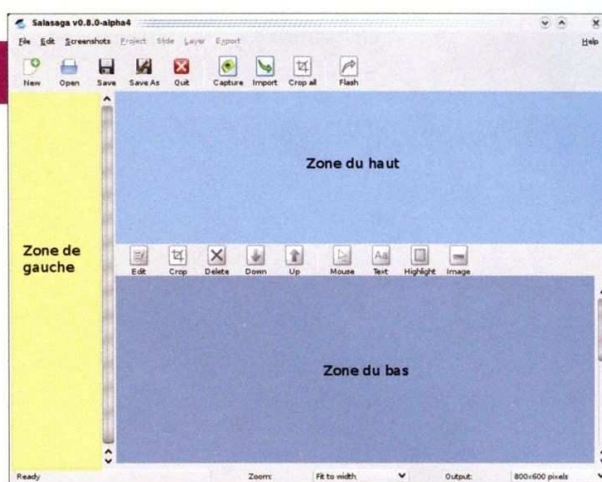 Salasaga v0.8.0-alpha4
File Edit Screenshots Project Slide Layer Export Help
New Open Save Save As Quit Capture Import Crop all Flash
Zone du haut
Zone de
gauche
Edit Crop Delete Down Up Mouse Text Highlight Image
Zone du bas
Ready Zoom: Fit to width Output: 800x600 pixels